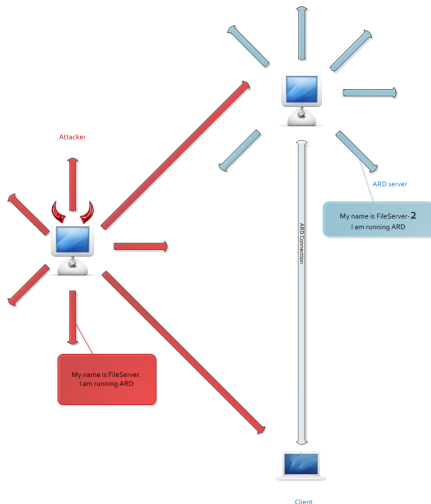 Attacker
ARD server
My name is FileServer-2
I am running ARD
ARD Connection
My name is FileServer.
I am running ARD
Client